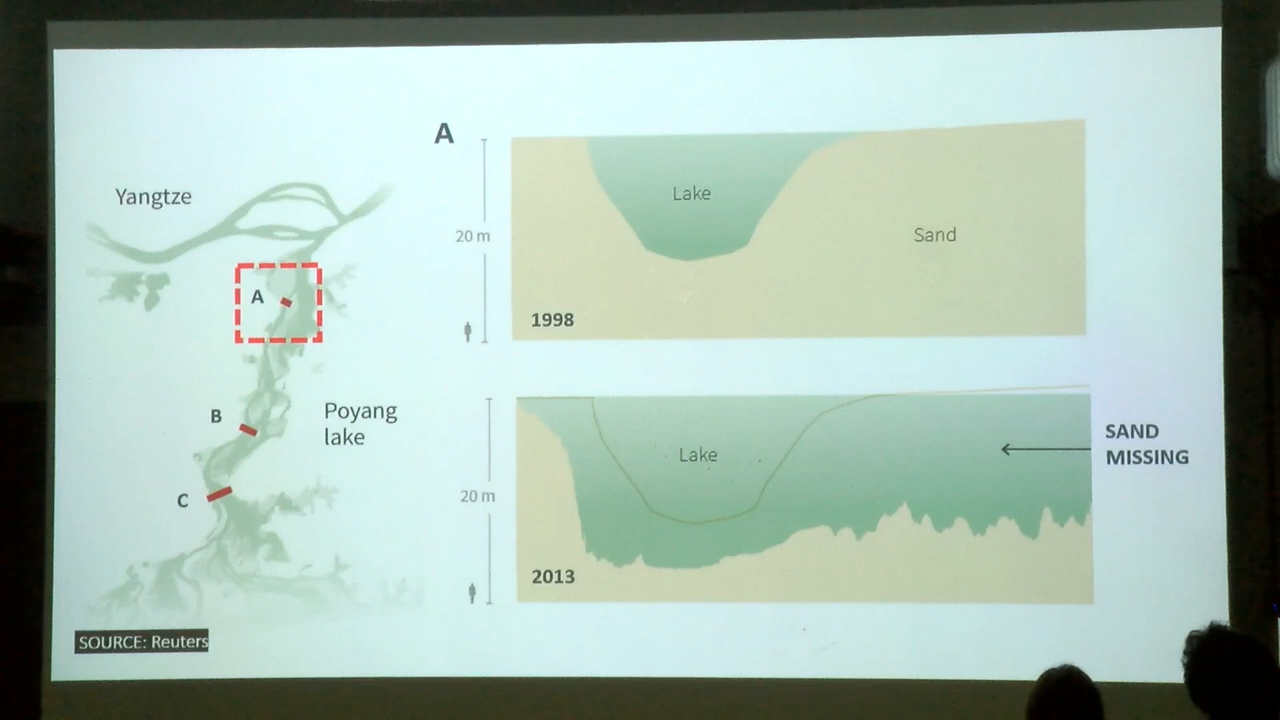 Yangtze
A
B
C
Poyang
lake
SOURCE: Reuters
A
20 m
Lake
Sand
1998
20 m
Lake
2013
SAND
MISSING